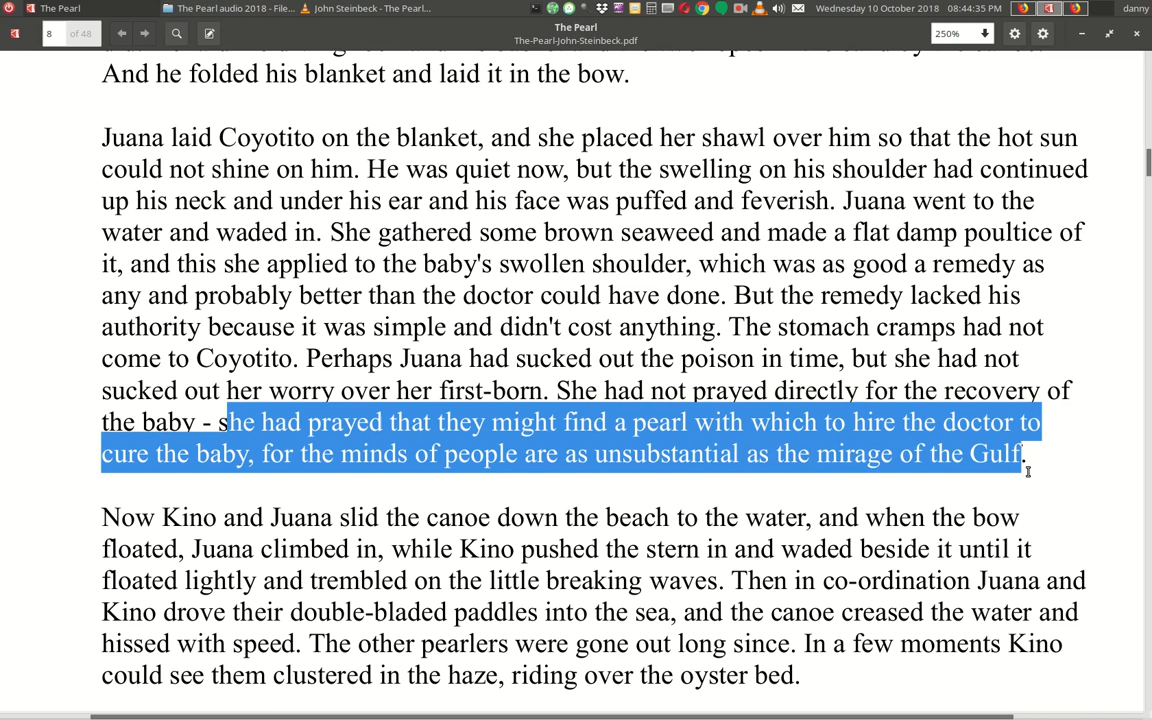 The Pearl
The Pearl audio 2018 - File...
John Steinbeck - The Pearl...
Wednesday 10 October 2018
08:44:35 PM
danny
8
of 48
The Pearl
The-Pearl-John-Steinbeck.pdf
250%
And he folded his blanket and laid it in the bow.
Juana laid Coyotito on the blanket, and she placed her shawl over him so that the hot sun
could not shine on him. He was quiet now, but the swelling on his shoulder had continued
up his neck and under his ear and his face was puffed and feverish. Juana went to the
water and waded in. She gathered some brown seaweed and made a flat damp poultice of
it, and this she applied to the baby's swollen shoulder, which was as good a remedy as
any and probably better than the doctor could have done. But the remedy lacked his
authority because it was simple and didn't cost anything. The stomach cramps had not
come to Coyotito. Perhaps Juana had sucked out the poison in time, but she had not
sucked out her worry over her first-born. She had not prayed directly for the recovery of
the baby - she had prayed that they might find a pearl with which to hire the doctor to
cure the baby, for the minds of people are as unsubstantial as the mirage of the Gulf.
Now Kino and Juana slid the canoe down the beach to the water, and when the bow
floated, Juana climbed in, while Kino pushed the stern in and waded beside it until it
floated lightly and trembled on the little breaking waves. Then in co-ordination Juana and
Kino drove their double-bladed paddles into the sea, and the canoe creased the water and
hissed with speed. The other pearlers were gone out long since. In a few moments Kino
could see them clustered in the haze, riding over the oyster bed.